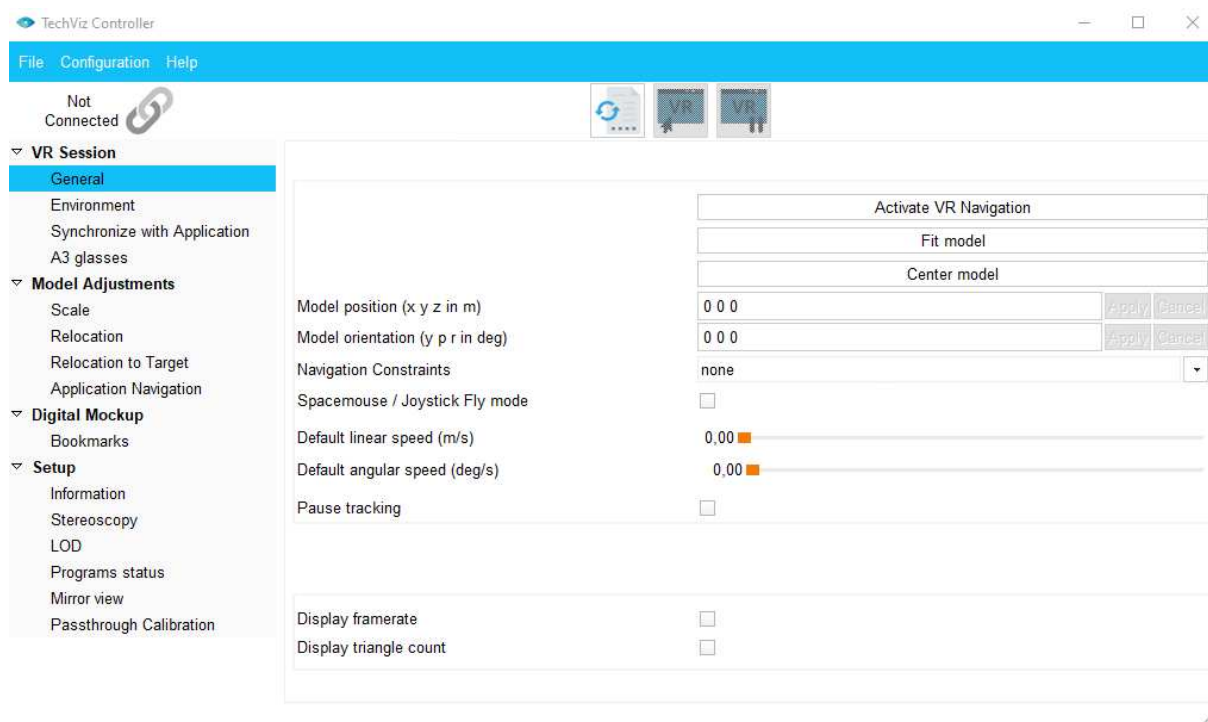 TechViz Controller
File Configuration Help
Not
Connected
VR VR
VR Session
General
Environment
Synchronize with Application
A3 glasses
Model Adjustments
Scale
Relocation
Relocation to Target
Application Navigation
Digital Mockup
Bookmarks
Setup
Information
Stereoscopy
LOD
Programs status
Mirror view
Passthrough Calibration
Activate VR Navigation
Fit model
Center model
Model position (x y z in m) 0 0 0 Apply Cancel
Model orientation (y p r in deg) 0 0 0 Apply Cancel
Navigation Constraints none
Spacemouse / Joystick Fly mode
Default linear speed (m/s) 0,00
Default angular speed (deg/s) 0,00
Pause tracking
Display framerate
Display triangle count